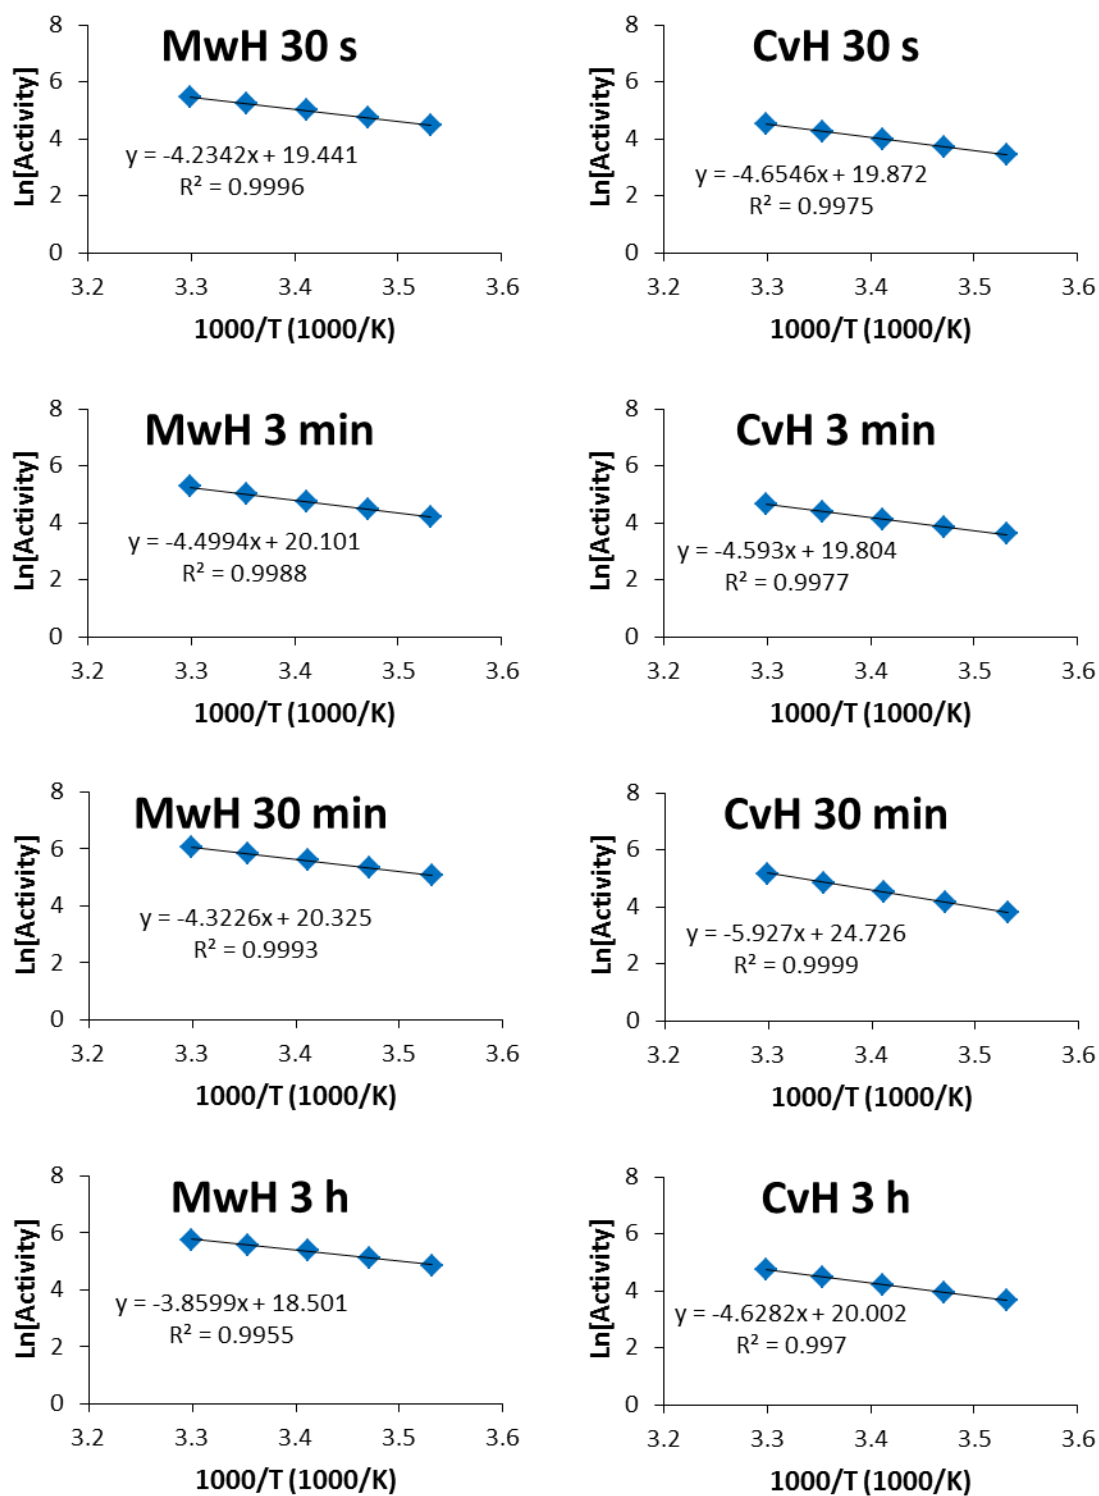 MwH 30 s
Ln[Activity]
8
6
4
2
0
y = -4.2342x + 19.441
R² = 0.9996
3.2 3.3 3.4 3.5 3.6
1000/T (1000/K)
CvH 30 s
Ln[Activity]
8
6
4
2
0
y = -4.6546x + 19.872
R² = 0.9975
3.2 3.3 3.4 3.5 3.6
1000/T (1000/K)
MwH 3 min
Ln[Activity]
8
6
4
2
0
y = -4.4994x + 20.101
R² = 0.9988
3.2 3.3 3.4 3.5 3.6
1000/T (1000/K)
CvH 3 min
Ln[Activity]
8
6
4
2
0
y = -4.593x + 19.804
R² = 0.9977
3.2 3.3 3.4 3.5 3.6
1000/T (1000/K)
MwH 30 min
Ln[Activity]
8
6
4
2
0
y = -4.3226x + 20.325
R² = 0.9993
3.2 3.3 3.4 3.5 3.6
1000/T (1000/K)
CvH 30 min
Ln[Activity]
8
6
4
2
0
y = -5.927x + 24.726
R² = 0.9999
3.2 3.3 3.4 3.5 3.6
1000/T (1000/K)
MwH 3 h
Ln[Activity]
8
6
4
2
0
y = -3.8599x + 18.501
R² = 0.9955
3.2 3.3 3.4 3.5 3.6
1000/T (1000/K)
CvH 3 h
Ln[Activity]
8
6
4
2
0
y = -4.6282x + 20.002
R² = 0.997
3.2 3.3 3.4 3.5 3.6
1000/T (1000/K)